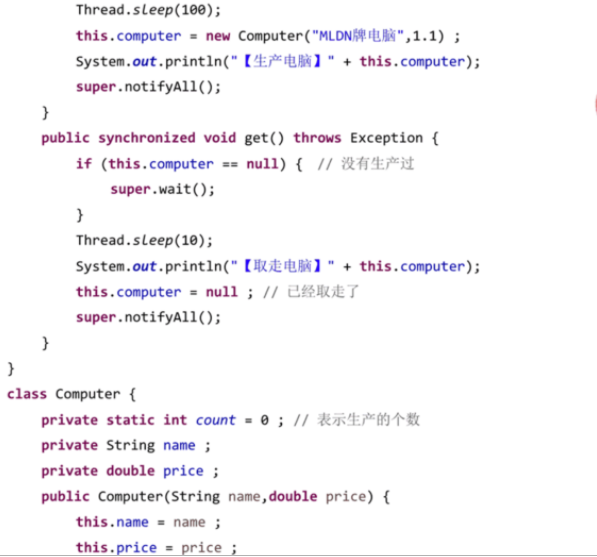 Thread.sleep(100);
this.computer = new Computer("MLDN牌电脑",1.1) ;
System.out.println("【生产电脑】" + this.computer);
super.notifyAll();
}
public synchronized void get() throws Exception {
if (this.computer == null) { // 没有生产过
super.wait();
}
Thread.sleep(10);
System.out.println("【取走电脑】" + this.computer);
this.computer = null ; // 已经取走了
super.notifyAll();
}
}
class Computer {
private static int count = 0 ; // 表示生产的个数
private String name ;
private double price ;
public Computer(String name,double price) {
this.name = name ;
this.price = price ;